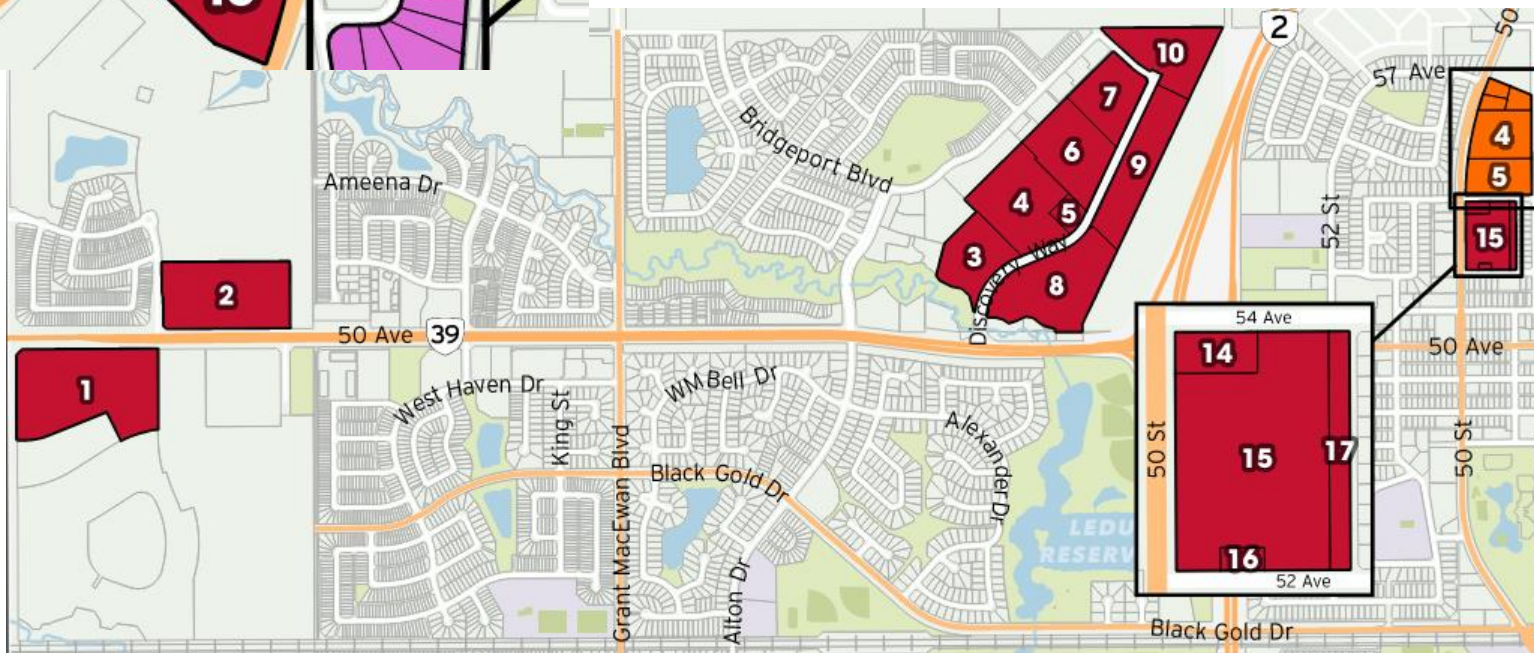 2
50
57 Ave
10
7
Bridgeport Blvd
4
6
9
5
Ameena Dr
4
5
52 St
15
3
Discovery Way
8
2
50 Ave
39
54 Ave
14
50 Ave
1
West Haven Dr
WM Bell Dr
King St
Alexander Dr
50 St
15
17
50 St
Grant MacEwan Blvd
Black Gold Dr
LEDU
RESERV
16
52 Ave
Alton Dr
Black Gold Dr